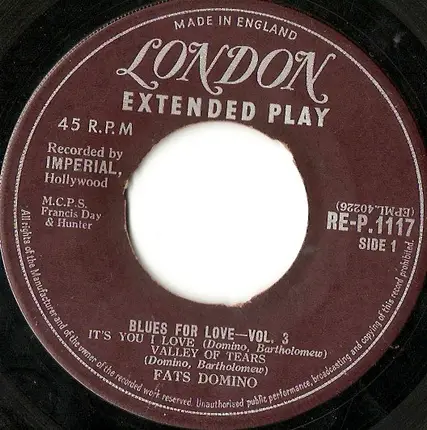 MADE IN ENGLAND
LONDON
EXTENDED PLAY
45 R.P.M
Recorded by
IMPERIAL,
Hollywood
M.C.P.S.
Francis Day
& Hunter
(EPML.40226)
RE-P.1117
SIDE 1
BLUES FOR LOVE—VOL. 3
IT'S YOU I LOVE (Domino, Bartholomew)
VALLEY OF TEARS
(Domino, Bartholomew)
FATS DOMINO
All rights of the Manufacturer and of the owner of the recorded work reserved. Unauthorised public performance, broadcasting and copying of this record prohibited.